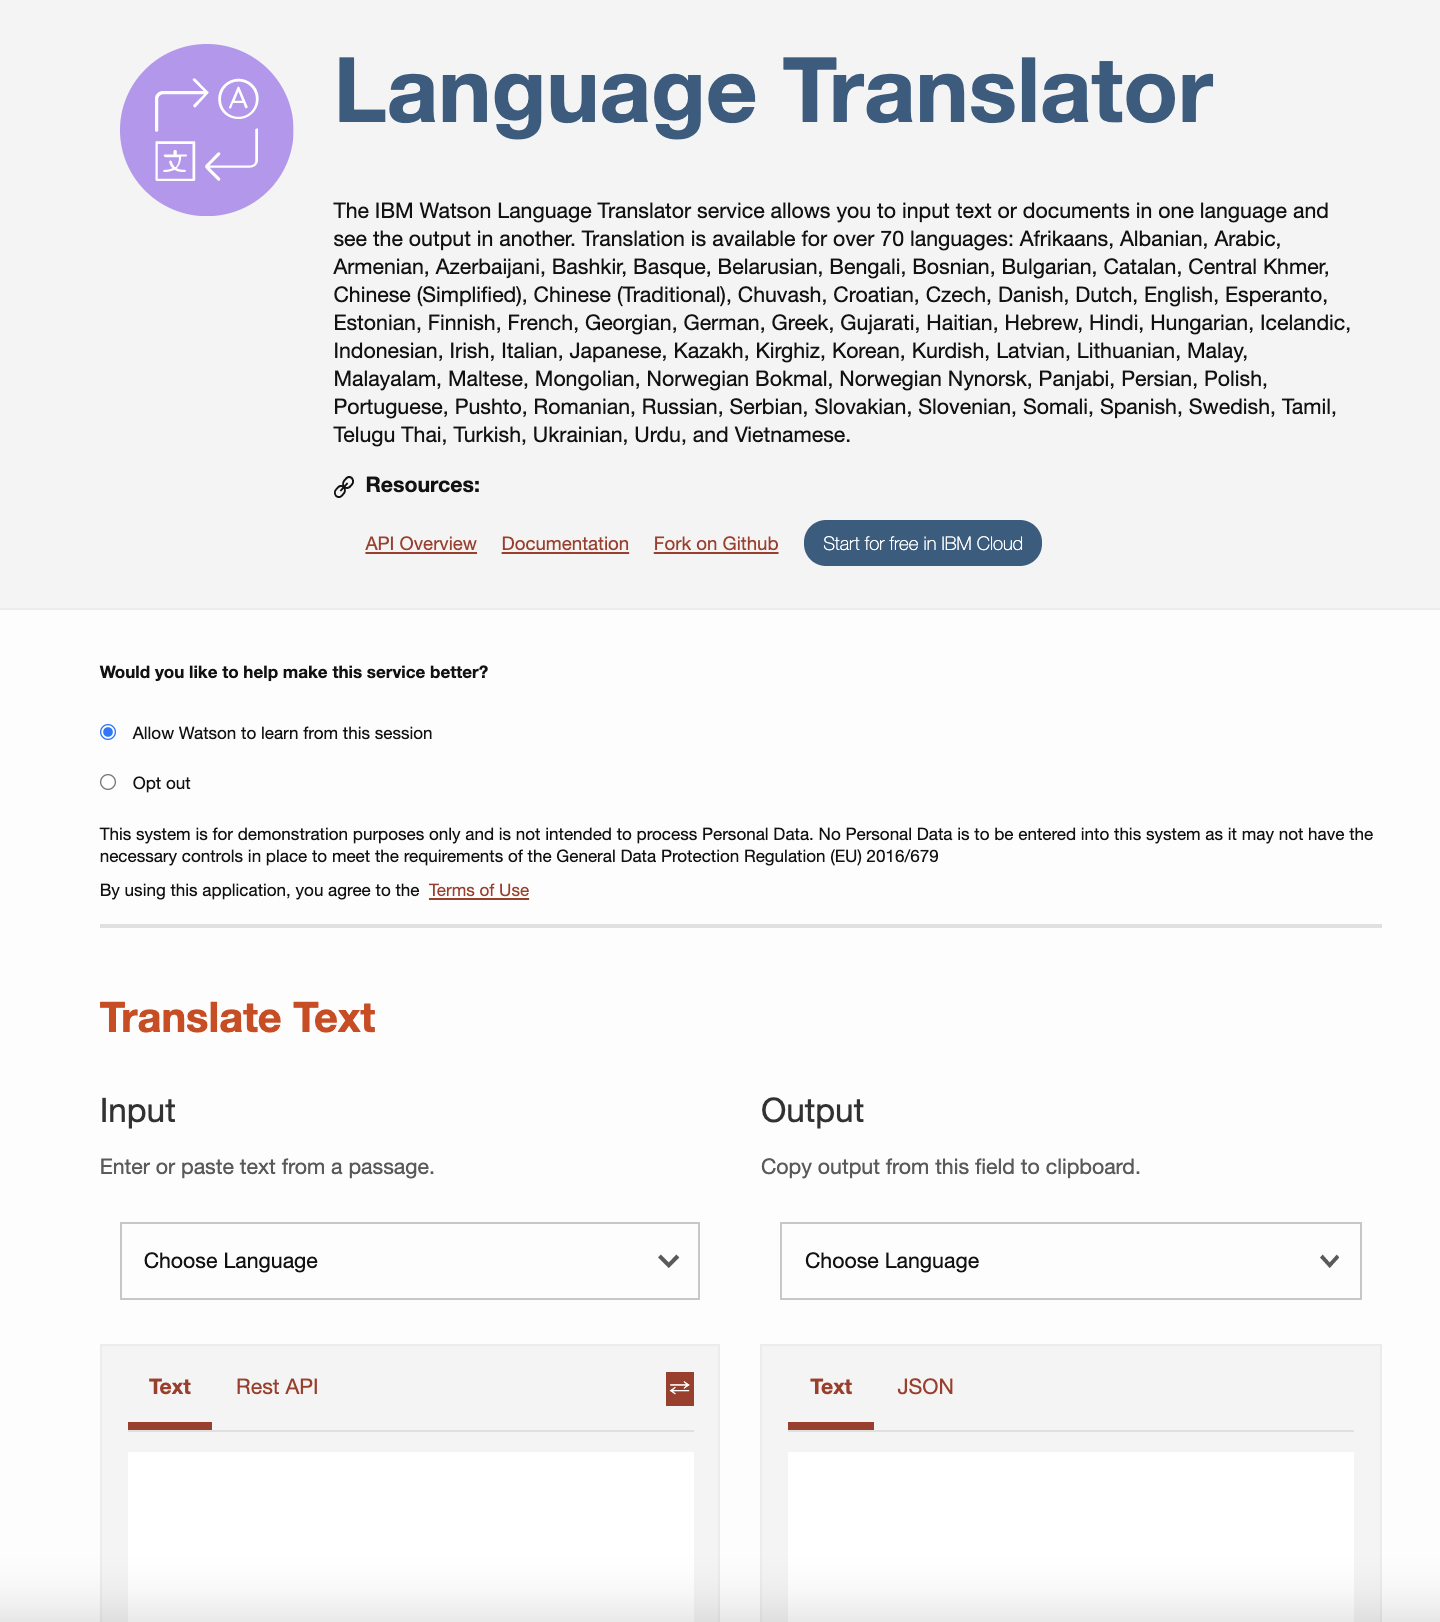 A
文
Language Translator
The IBM Watson Language Translator service allows you to input text or documents in one language and
see the output in another. Translation is available for over 70 languages: Afrikaans, Albanian, Arabic,
Armenian, Azerbaijani, Bashkir, Basque, Belarusian, Bengali, Bosnian, Bulgarian, Catalan, Central Khmer,
Chinese (Simplified), Chinese (Traditional), Chuvash, Croatian, Czech, Danish, Dutch, English, Esperanto,
Estonian, Finnish, French, Georgian, German, Greek, Gujarati, Haitian, Hebrew, Hindi, Hungarian, Icelandic,
Indonesian, Irish, Italian, Japanese, Kazakh, Kirghiz, Korean, Kurdish, Latvian, Lithuanian, Malay,
Malayalam, Maltese, Mongolian, Norwegian Bokmal, Norwegian Nynorsk, Panjabi, Persian, Polish,
Portuguese, Pushto, Romanian, Russian, Serbian, Slovakian, Slovenian, Somali, Spanish, Swedish, Tamil,
Telugu Thai, Turkish, Ukrainian, Urdu, and Vietnamese.
Resources:
API Overview Documentation Fork on Github Start for free in IBM Cloud
Would you like to help make this service better?
Allow Watson to learn from this session
Opt out
This system is for demonstration purposes only and is not intended to process Personal Data. No Personal Data is to be entered into this system as it may not have the
necessary controls in place to meet the requirements of the General Data Protection Regulation (EU) 2016/679
By using this application, you agree to the Terms of Use
Translate Text
Input
Enter or paste text from a passage.
Choose Language
Text Rest API
Output
Copy output from this field to clipboard.
Choose Language
Text JSON